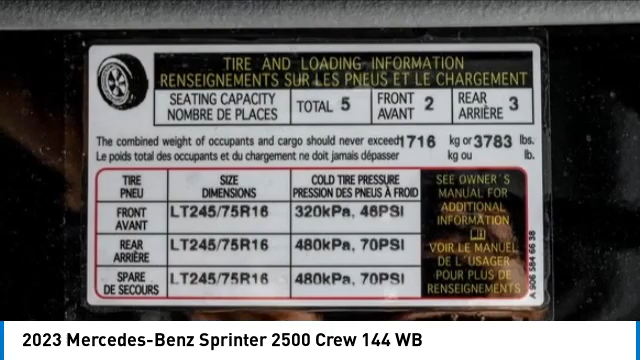 TIRE AND LOADING INFORMATION
RENSEIGNEMENTS SUR LES PNEUS ET LE CHARGEMENT
SEATING CAPACITY
NOMBRE DE PLACES
TOTAL 5
FRONT
AVANT 2
REAR
ARRIÈRE 3
The combined weight of occupants and cargo should never exceed 1716 kg or 3783 lbs.
Le poids total des occupants et du chargement ne doit jamais dépasser kg ou lb.
TIRE
PNEU
SIZE
DIMENSIONS
COLD TIRE PRESSURE
PRESSION DES PNEUS À FROID
FRONT
AVANT
LT245/75R16
320kPa, 46PSI
REAR
ARRIÈRE
LT245/75R16
480kPa, 70PSI
SPARE
DE SECOURS
LT245/75R16
480kPa, 70PSI
SEE OWNER'S
MANUAL FOR
ADDITIONAL
INFORMATION
VOIR LE MANUEL
DE L'USAGER
POUR PLUS DE
RENSEIGNEMENTS
A 906 584 66 38
2023 Mercedes-Benz Sprinter 2500 Crew 144 WB